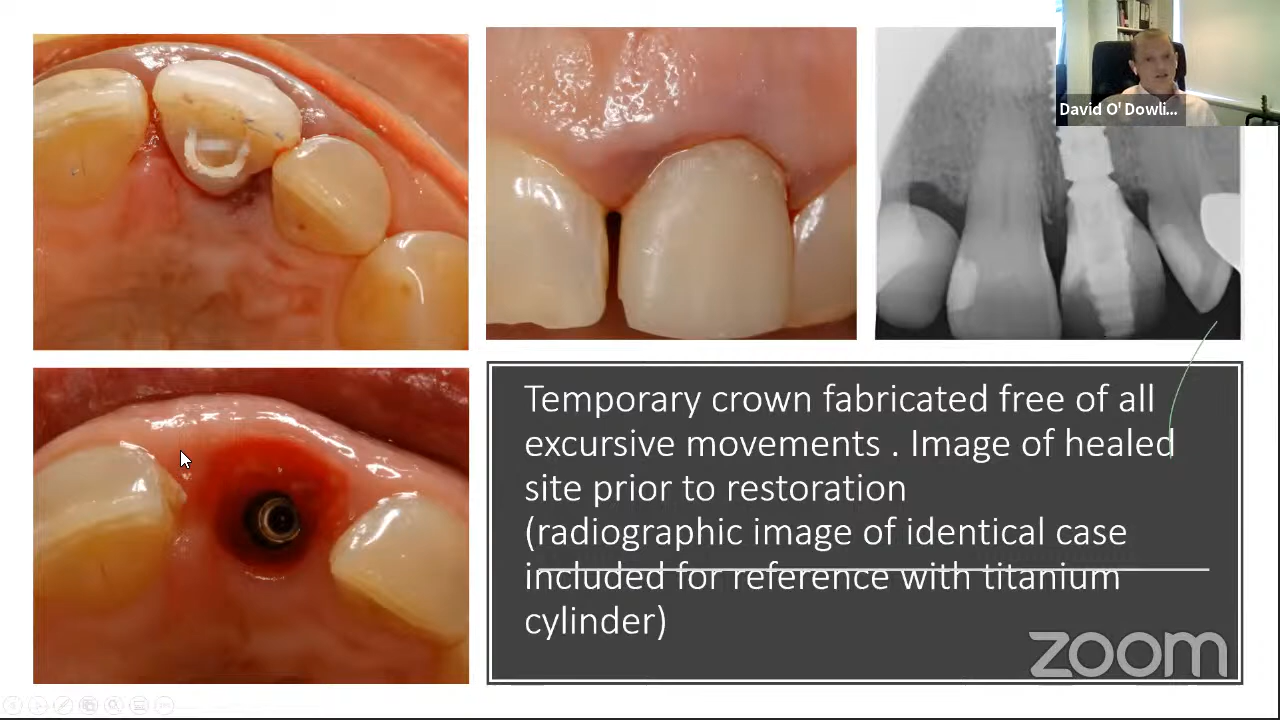 David O' Dowli...
Temporary crown fabricated free of all
excursive movements . Image of healed
site prior to restoration
(radiographic image of identical case
included for reference with titanium
cylinder)
zoom